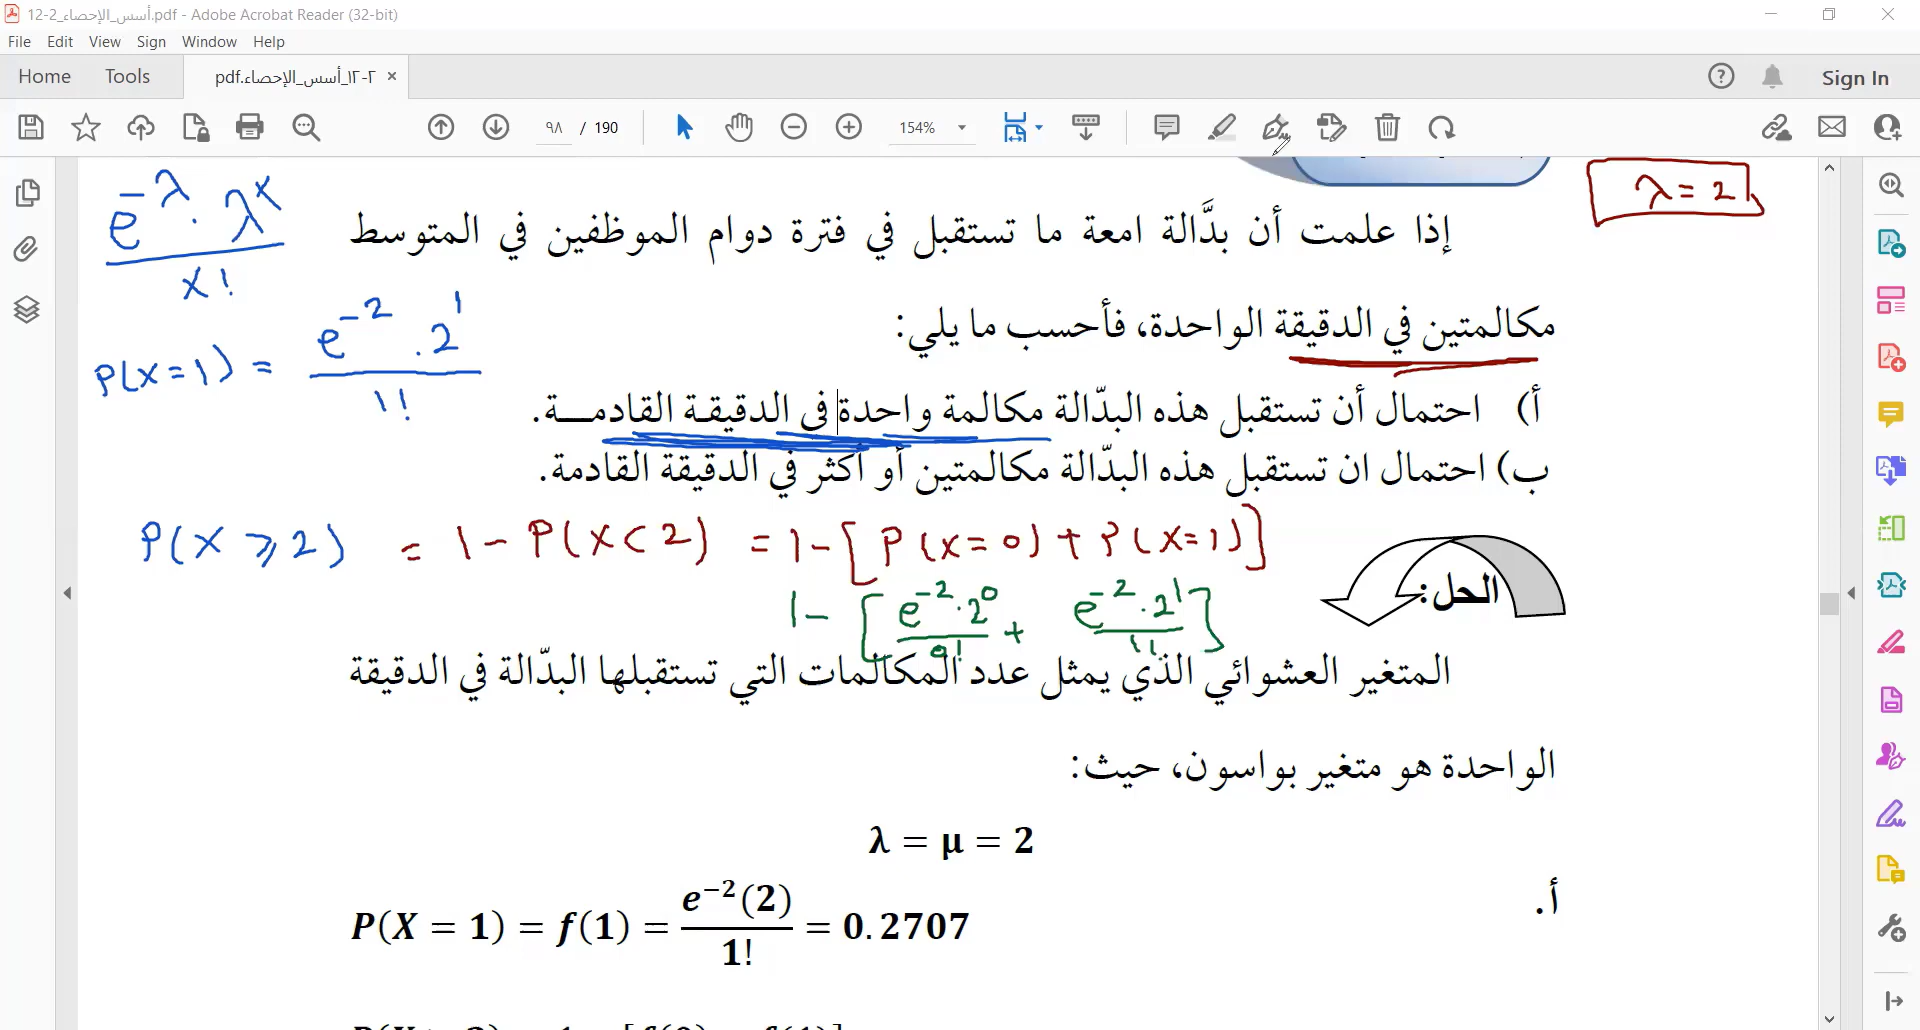 أسس_الإحصاء_2-12.pdf - Adobe Acrobat Reader (32-bit)
File Edit View Sign Window Help
Home Tools ٢-١٢_أسس_الإحصاء.pdf × Sign In
٩٨ / 190 154%
λ = 2
e^-λ . λ^x / x!
إذا علمت أن بدَّالة امعة ما تستقبل في فترة دوام الموظفين في المتوسط
مكالمتين في الدقيقة الواحدة، فأحسب ما يلي:
P(X=1) = e^-2 . 2^1 / 1!
أ) احتمال أن تستقبل هذه البدّالة مكالمة واحدة في الدقيقة القادمـــة.
ب) احتمال ان تستقبل هذه البدّالة مكالمتين أو أكثر في الدقيقة القادمة.
P(X ⩾ 2) = 1 - P(X < 2) = 1 - [P(X=0) + P(X=1)]
1 - [e^-2 . 2^0 / 0! + e^-2 . 2^1 / 1!]
الحل:
المتغير العشوائي الذي يمثل عدد المكالمات التي تستقبلها البدّالة في الدقيقة
الواحدة هو متغير بواسون، حيث:
λ = μ = 2
أ.
P(X = 1) = f(1) = e^−2(2) / 1! = 0.2707